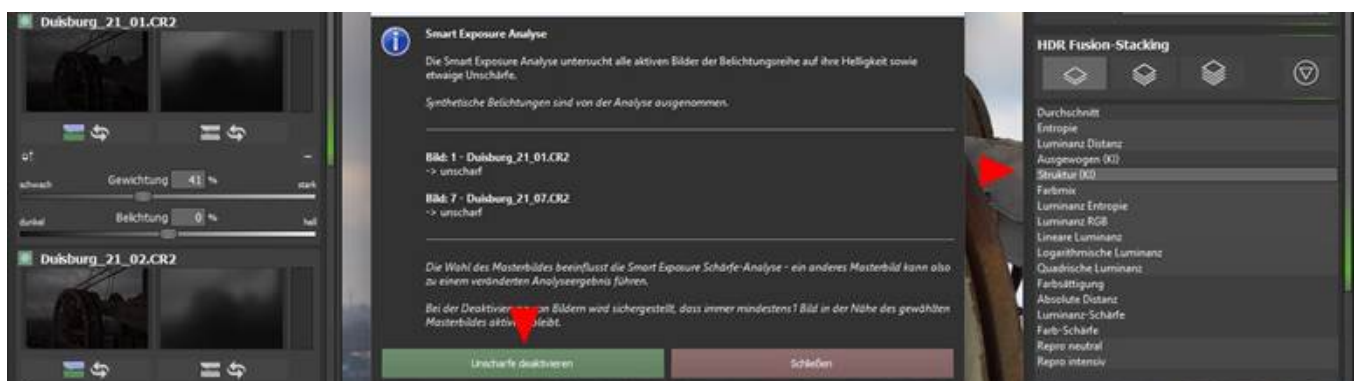 Duisburg_21_01.CR2
schwach Gewichtung 41 % stark
dunkel Belichtung 0 % hell
Duisburg_21_02.CR2
Smart Exposure Analyse
Die Smart Exposure Analyse untersucht alle aktiven Bilder der Belichtungsreihe auf ihre Helligkeit sowie
etwaige Unschärfe.
Synthetische Belichtungen sind von der Analyse ausgenommen.
Bild: 1 - Duisburg_21_01.CR2
-> unscharf
Bild: 7 - Duisburg_21_07.CR2
-> unscharf
Die Wahl des Masterbildes beeinflusst die Smart Exposure Schärfe-Analyse - ein anderes Masterbild kann also
zu einem veränderten Analyseergebnis führen.
Bei der Deaktivierung von Bildern wird sichergestellt, dass immer mindestens 1 Bild in der Nähe des gewählten
Masterbildes aktiv bleibt.
Unscharfe deaktivieren
Schließen
HDR Fusion-Stacking
Durchschnitt
Entropie
Luminanz Distanz
Ausgewogen (KI)
Struktur (KI)
Farbmix
Luminanz Entropie
Luminanz RGB
Lineare Luminanz
Logarithmische Luminanz
Quadrische Luminanz
Farbsättigung
Absolute Distanz
Luminanz-Schärfe
Farb-Schärfe
Repro neutral
Repro intensiv